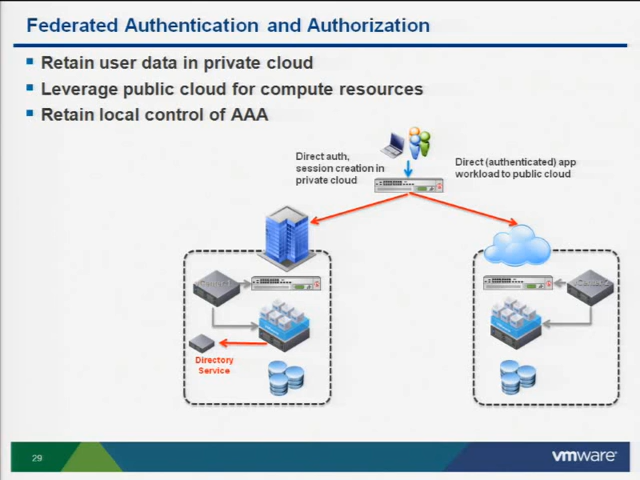 Federated Authentication and Authorization
Retain user data in private cloud
Leverage public cloud for compute resources
Retain local control of AAA
Direct auth,
session creation in
private cloud
Direct (authenticated) app
workload to public cloud
Directory
Service
29
vmware